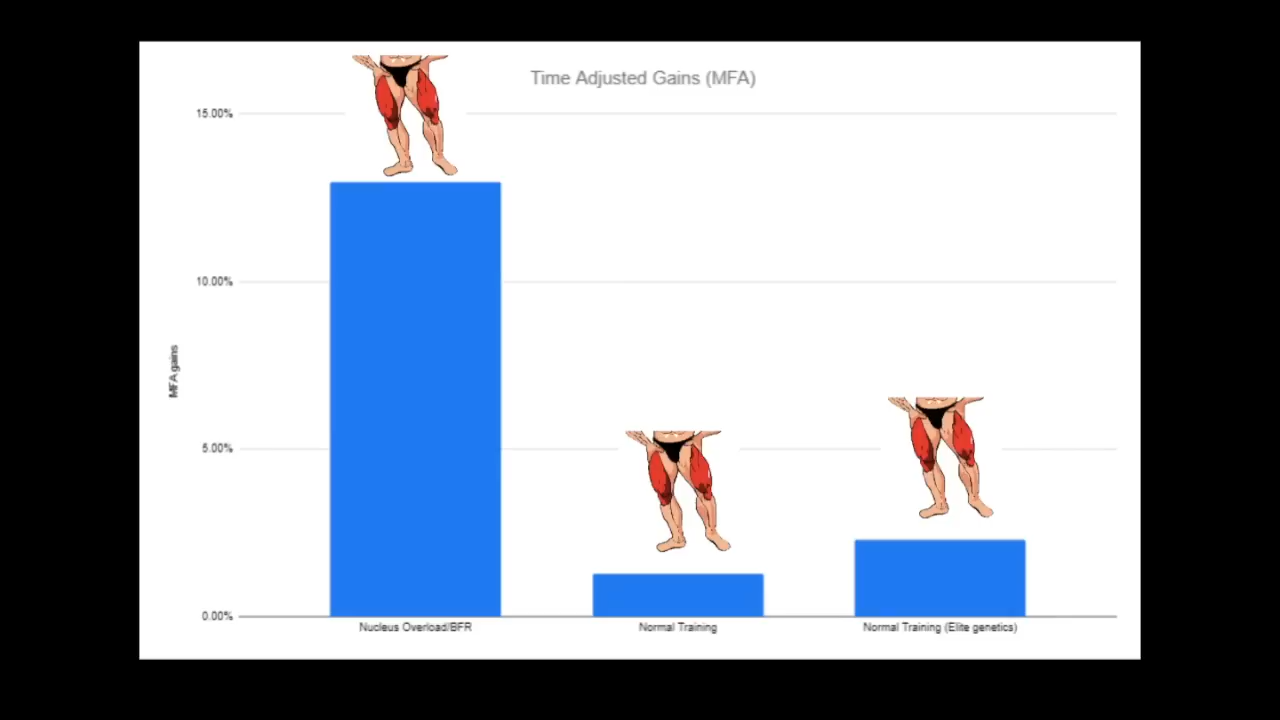 Time Adjusted Gains (MFA)
15.00%
10.00%
MFA gains
5.00%
0.00%
Nucleus Overload/BFR
Normal Training
Normal Training (Elite genetics)